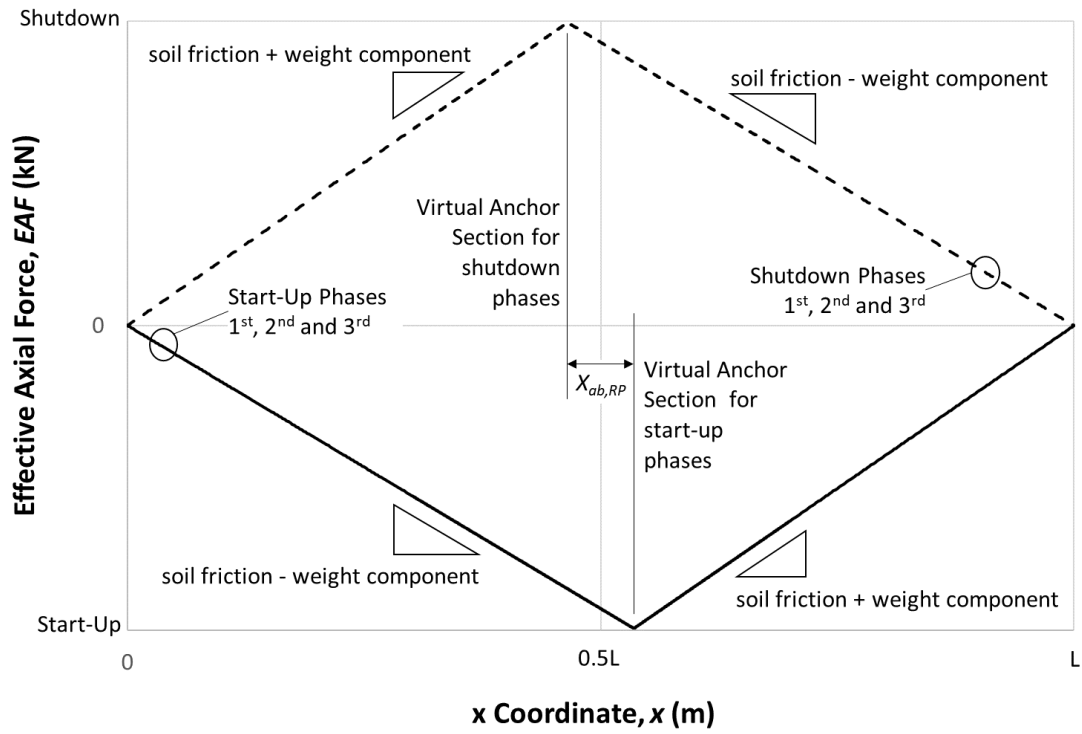 Shutdown
soil friction + weight component
soil friction - weight component
Effective Axial Force, EAF (kN)
Virtual Anchor
Section for
shutdown
phases
Start-Up Phases
1st, 2nd and 3rd
Shutdown Phases
1st, 2nd and 3rd
0
Xab,RP
Virtual Anchor
Section for
start-up
phases
soil friction - weight component
soil friction + weight component
Start-Up
0
0.5L
L
x Coordinate, x (m)